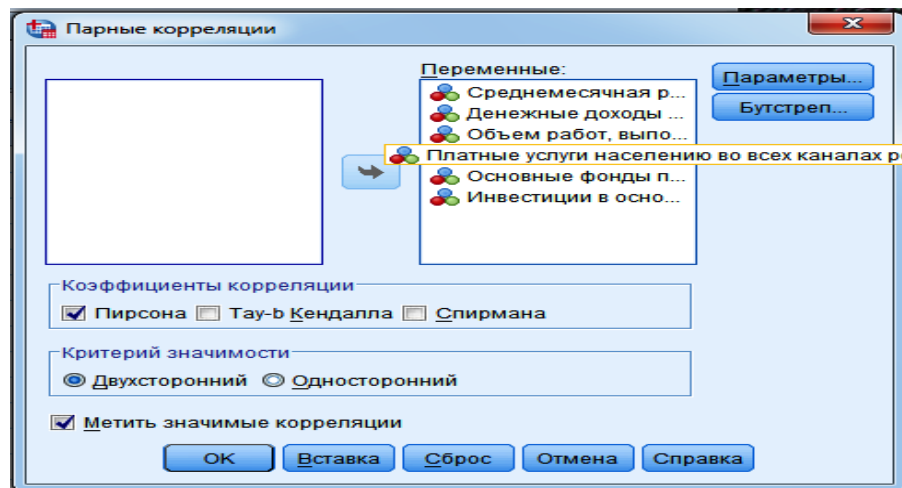 Парные корреляции
Переменные:
Среднемесячная р...
Денежные доходы ...
Объем работ, выпо...
Платные услуги населению во всех каналах р
Основные фонды п...
Инвестиции в осно...
Параметры...
Бутстреп...
Коэффициенты корреляции
Пирсона Тау-b Кендалла Спирмана
Критерий значимости
Двухсторонний Односторонний
Метить значимые корреляции
OK Вставка Сброс Отмена Справка